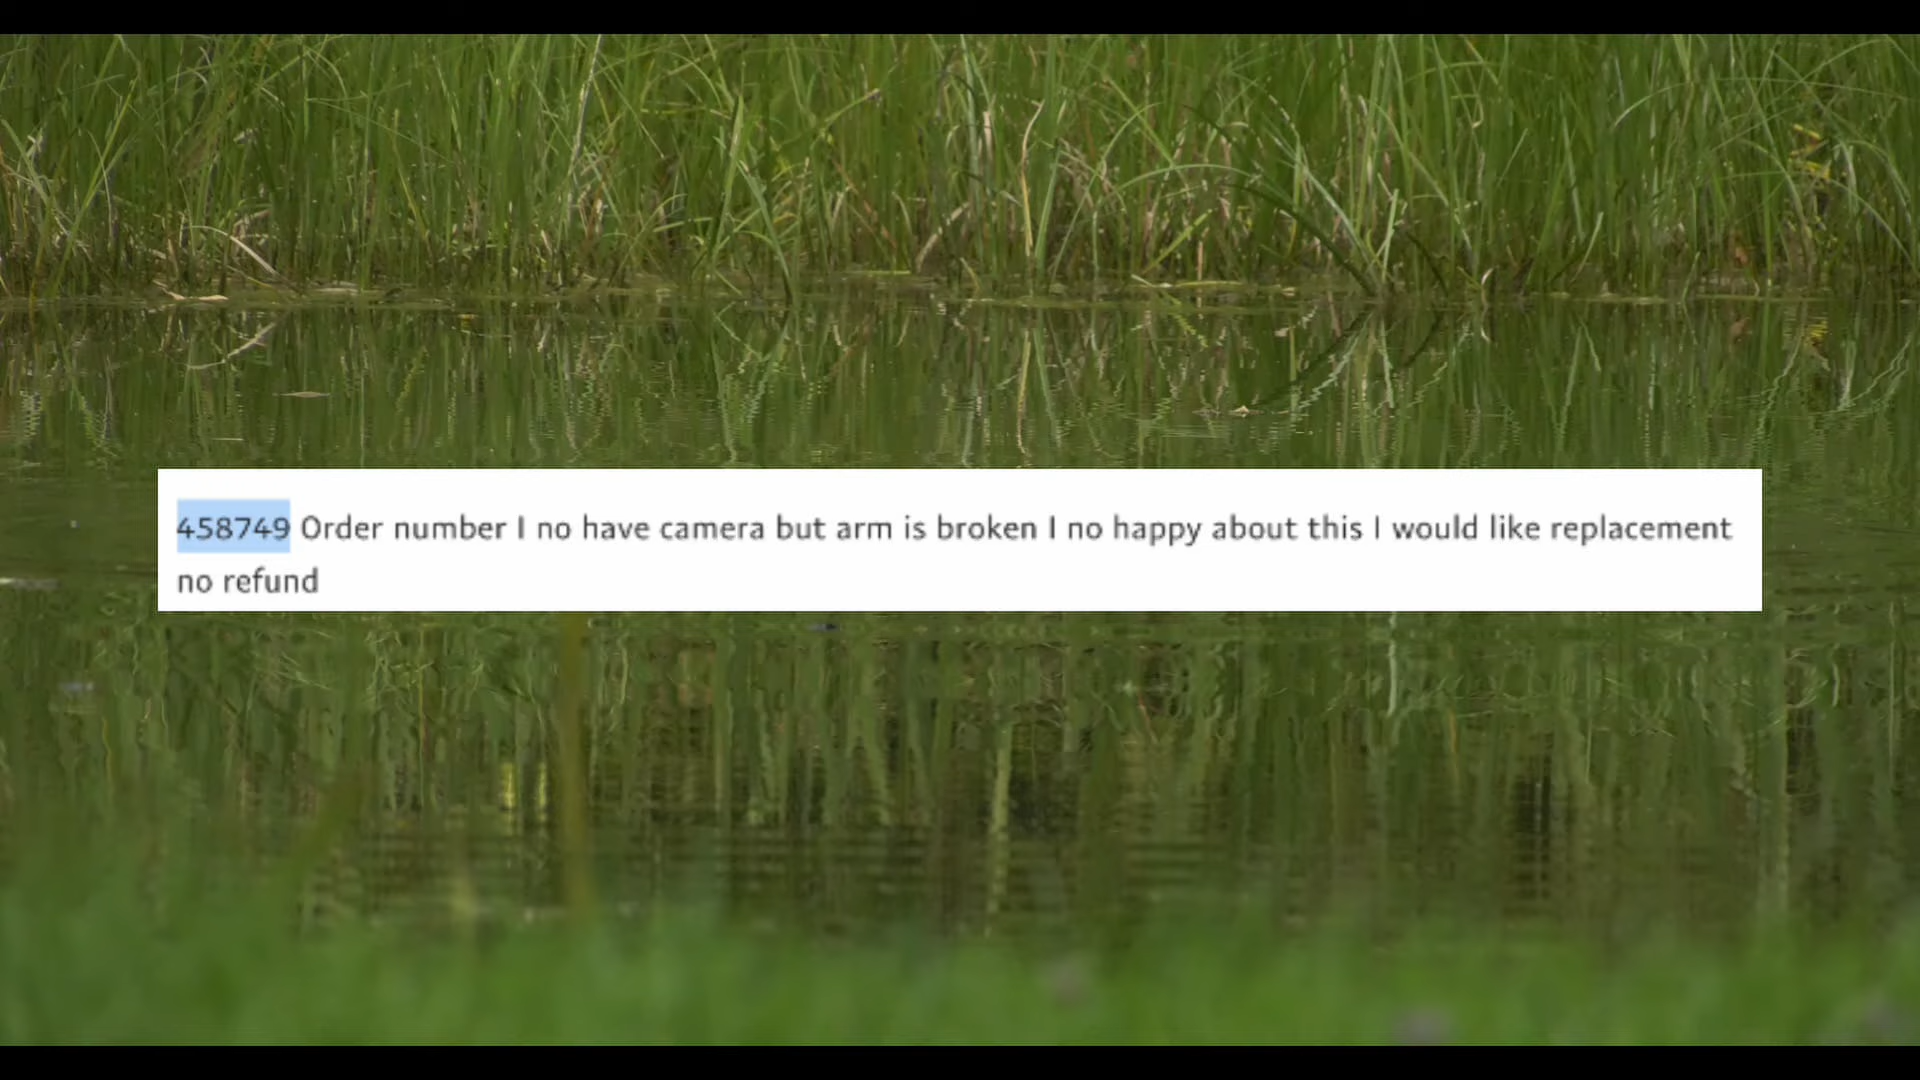 458749 Order number I no have camera but arm is broken I no happy about this I would like replacement
no refund